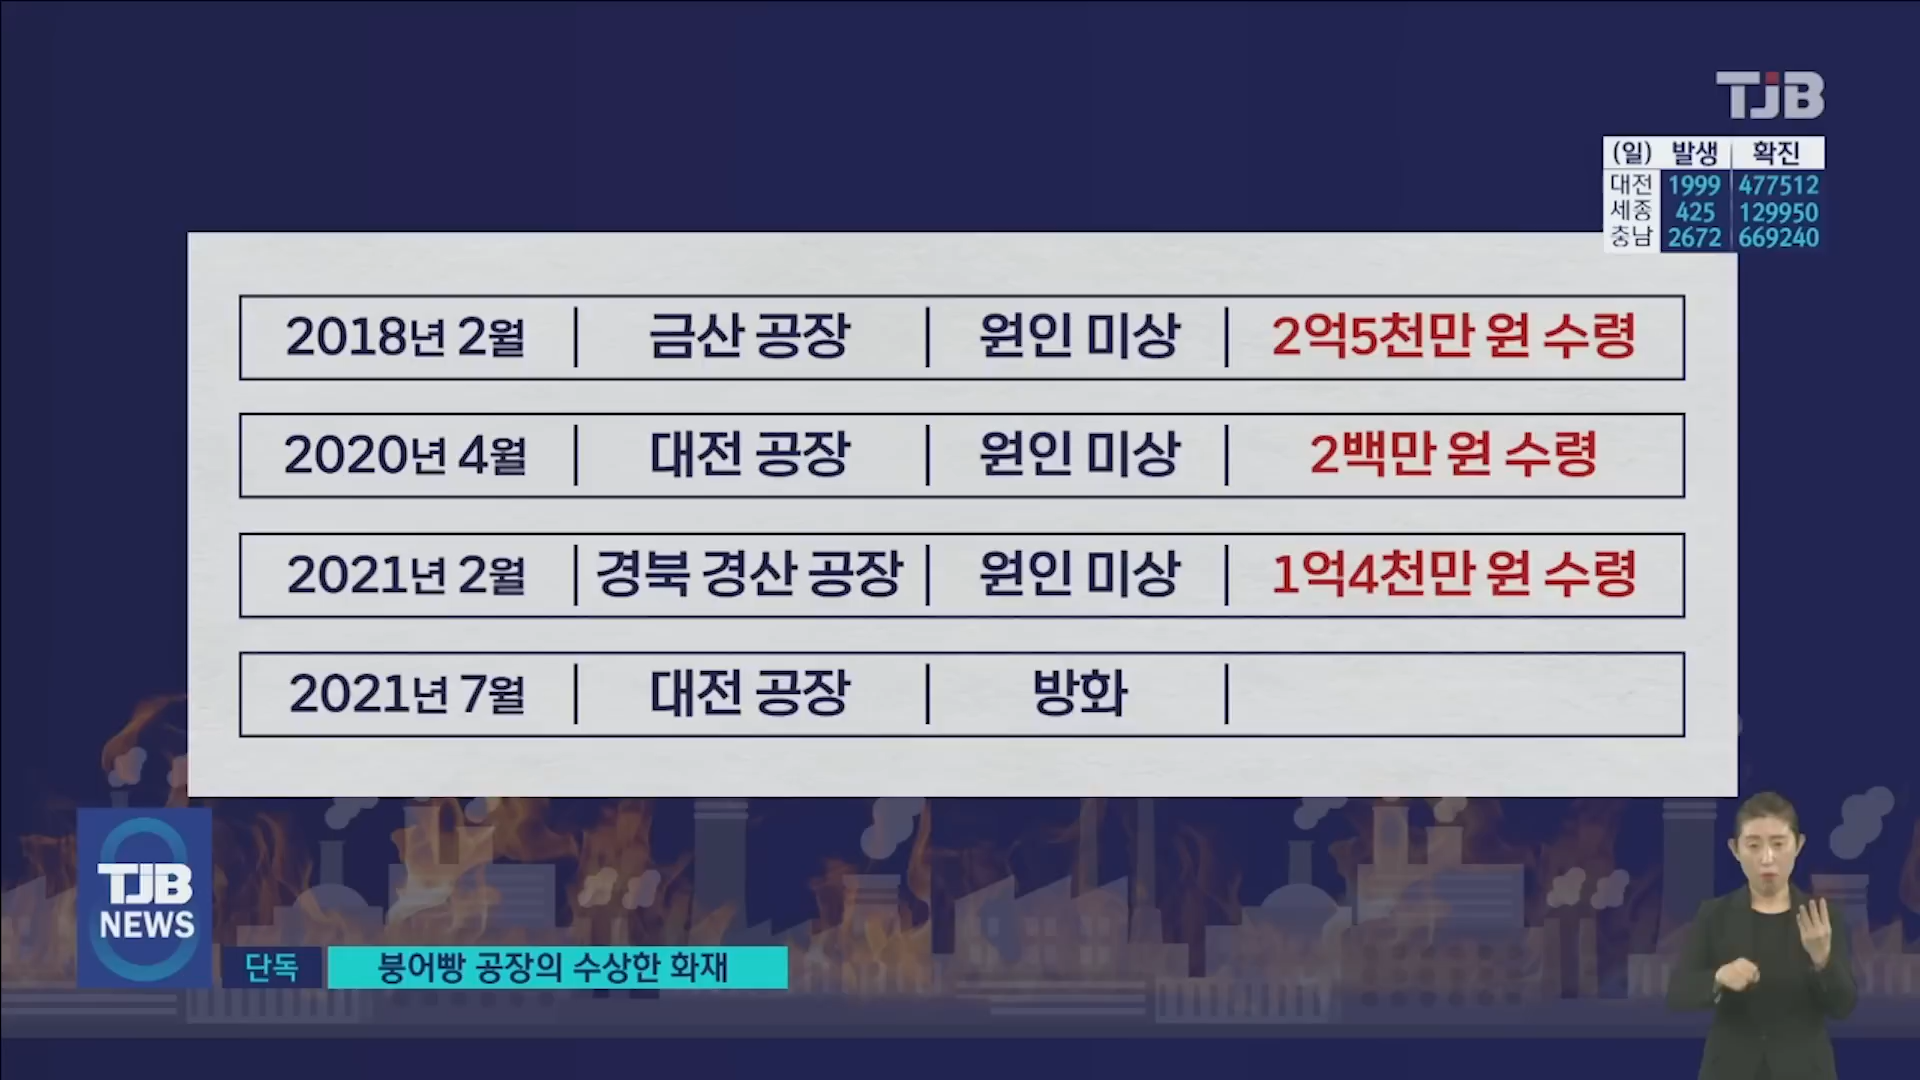 TJB
(일) 발생 확진
대전 1999 477512
세종 425 129950
충남 2672 669240
2018년 2월 금산 공장 원인 미상 2억5천만 원 수령
2020년 4월 대전 공장 원인 미상 2백만 원 수령
2021년 2월 경북 경산 공장 원인 미상 1억4천만 원 수령
2021년 7월 대전 공장 방화
8
TJB
NEWS
단독 붕어빵 공장의 수상한 화재